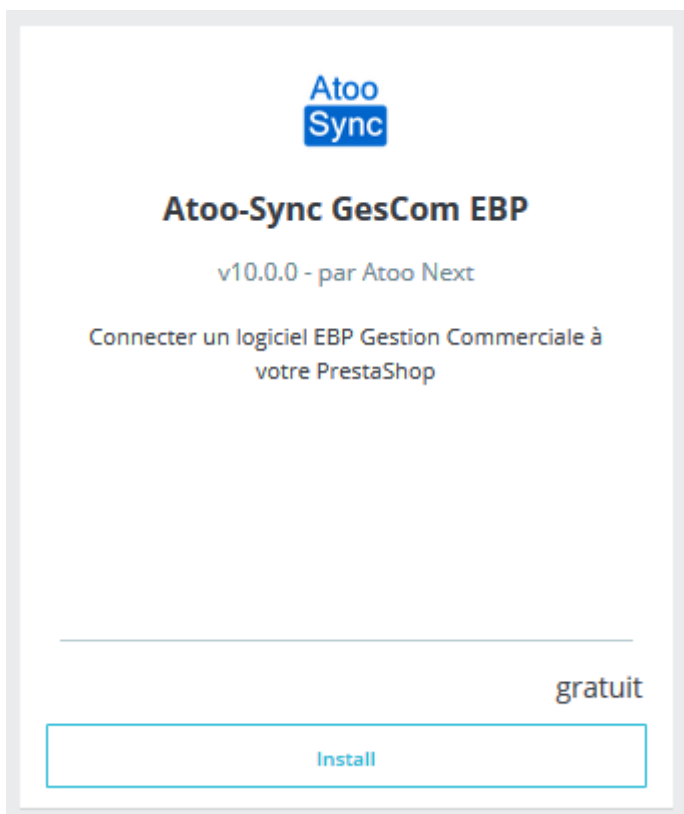 Atoo
Sync
Atoo-Sync GesCom EBP
v10.0.0 - par Atoo Next
Connecter un logiciel EBP Gestion Commerciale à
votre PrestaShop
gratuit
Install